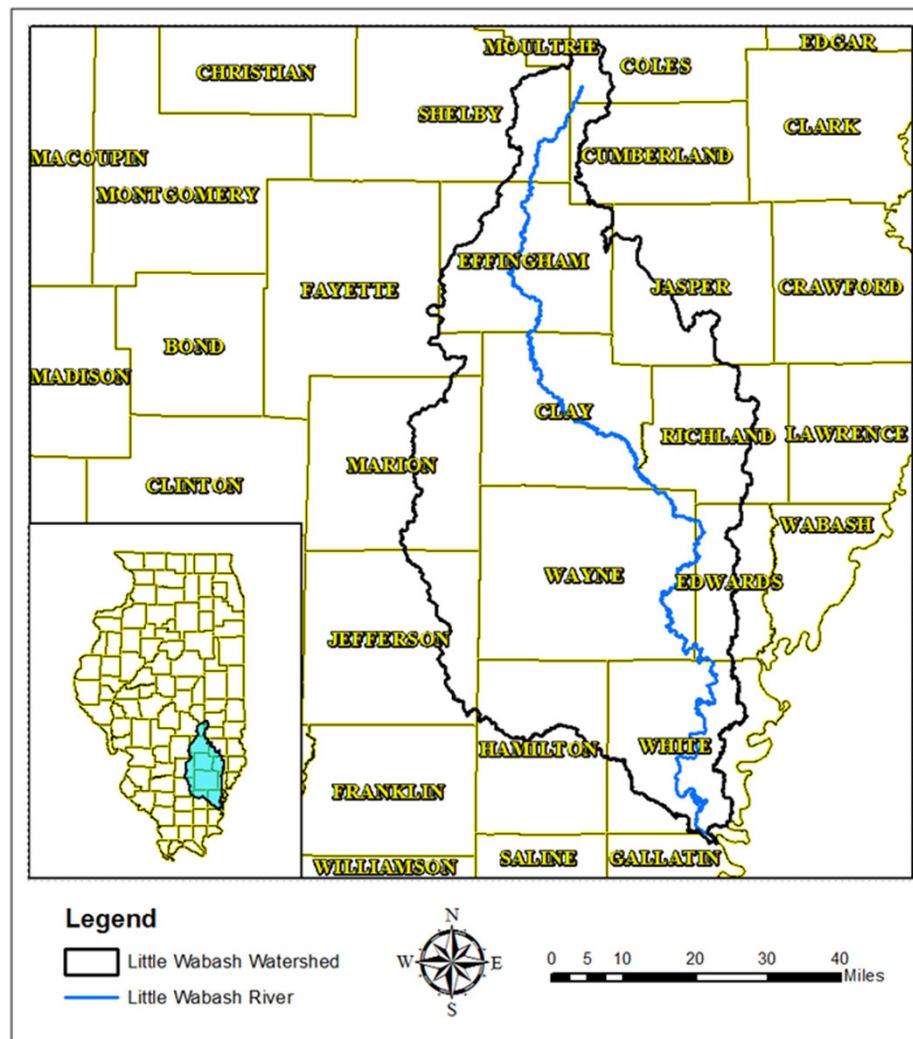 MOULTRIE
EDGAR
CHRISTIAN
COLES
SHELBY
CLARK
MACOUPIN
CUMBERLAND
MONTGOMERY
EFFINGHAM
FAYETTE
JASPER
CRAWFORD
BOND
MADISON
CLAY
RICHLAND
LAWRENCE
MARION
CLINTON
WABASH
WAYNE
EDWARDS
JEFFERSON
HAMILTON
WHITE
FRANKLIN
WILLIAMSON
SALINE
GALLATIN
Legend
Little Wabash Watershed
Little Wabash River
N
W
E
S
0 5 10 20 30 40
Miles